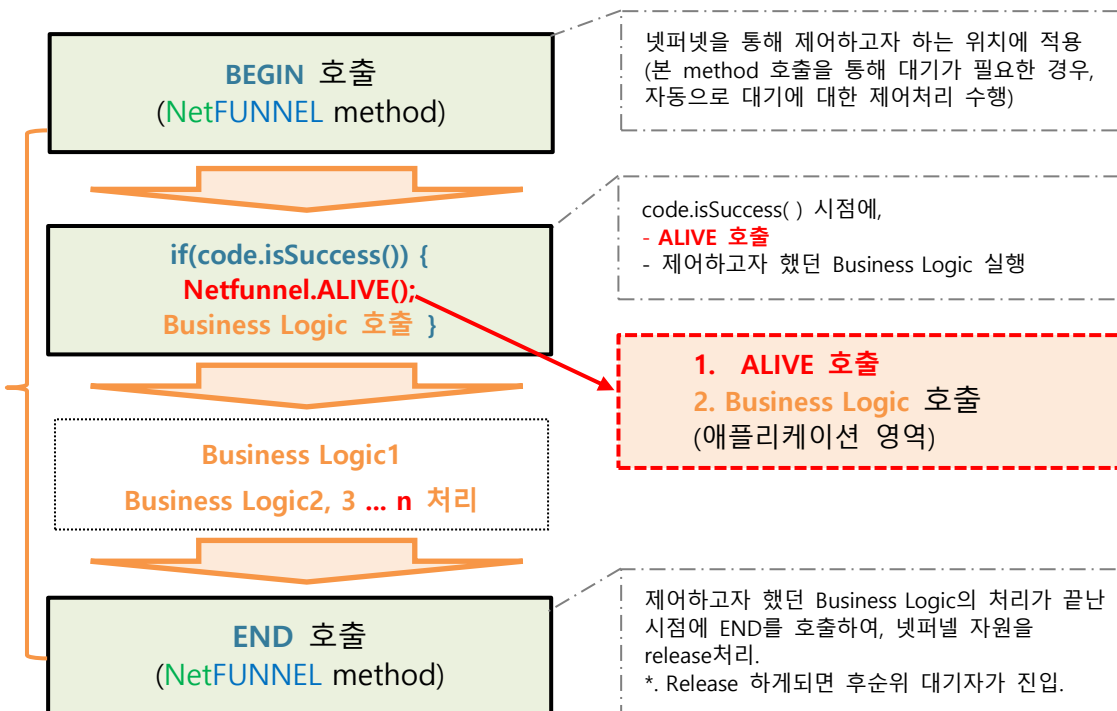 BEGIN 호출
(NetFUNNEL method)
넷퍼넷을 통해 제어하고자 하는 위치에 적용
(본 method 호출을 통해 대기가 필요한 경우,
자동으로 대기에 대한 제어처리 수행)
if(code.isSuccess()) {
Netfunnel.ALIVE();
Business Logic 호출 }
code.isSuccess( ) 시점에,
- ALIVE 호출
- 제어하고자 했던 Business Logic 실행
1. ALIVE 호출
2. Business Logic 호출
(애플리케이션 영역)
Business Logic1
Business Logic2, 3 ... n 처리
END 호출
(NetFUNNEL method)
제어하고자 했던 Business Logic의 처리가 끝난
시점에 END를 호출하여, 넷퍼넬 자원을
release처리.
*. Release 하게되면 후순위 대기자가 진입.